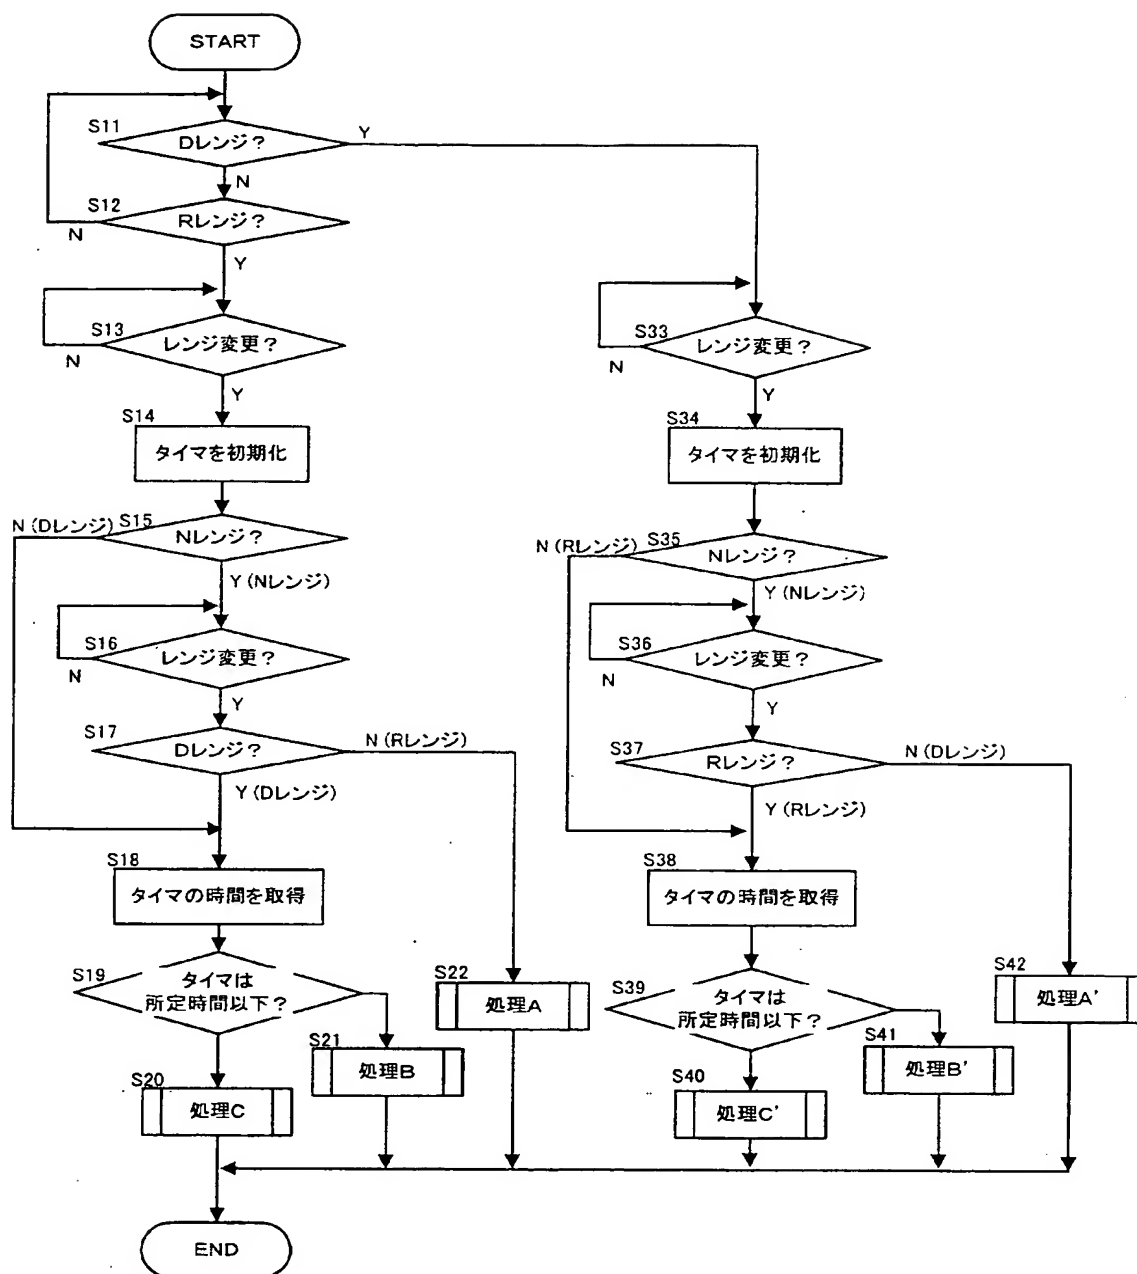 START
S11
Dレンジ?
Y
N
S12
Rレンジ?
N
Y
S13
レンジ変更?
N
Y
S14
タイマを初期化
N (Dレンジ)
S15
Nレンジ?
Y (Nレンジ)
S16
レンジ変更?
N
Y
S17
Dレンジ?
N (Rレンジ)
Y (Dレンジ)
S18
タイマの時間を取得
S19
タイマは
所定時間以下?
S22
処理A
S21
処理B
S20
処理C
S33
レンジ変更?
N
Y
S34
タイマを初期化
N (Rレンジ)
S35
Nレンジ?
Y (Nレンジ)
S36
レンジ変更?
N
Y
S37
Rレンジ?
N (Dレンジ)
Y (Rレンジ)
S38
タイマの時間を取得
S39
タイマは
所定時間以下?
S42
処理A'
S41
処理B'
S40
処理C'
END